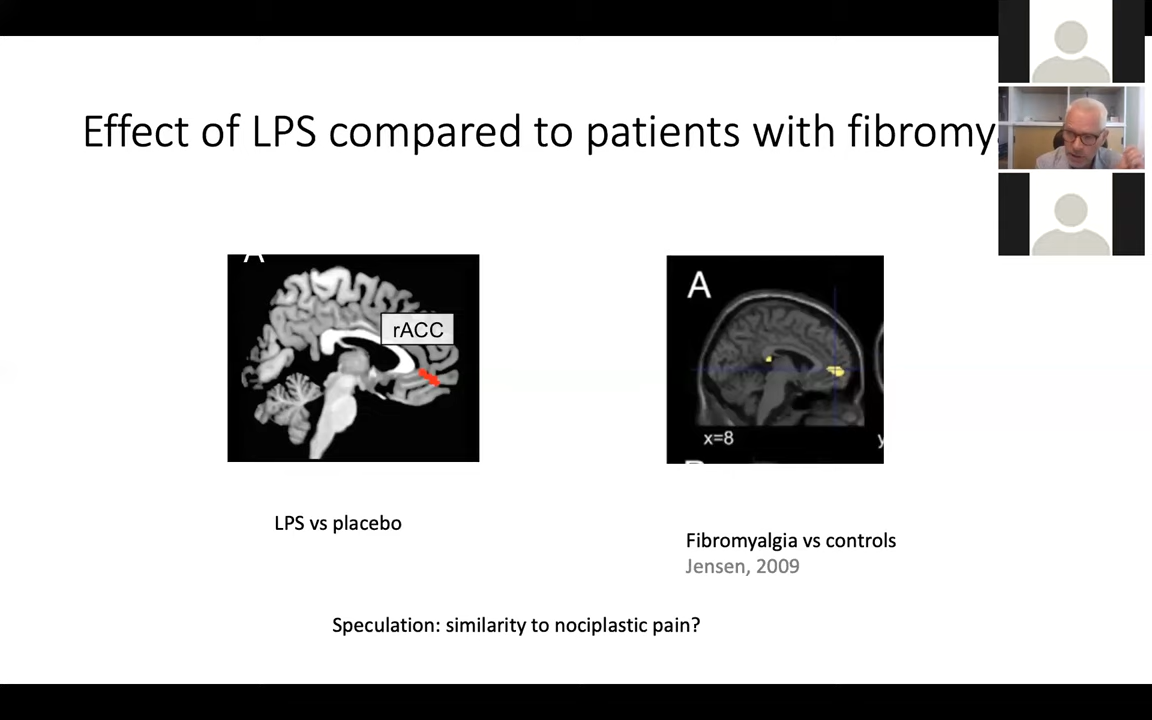 Effect of LPS compared to patients with fibromy
A
rACC
A
x=8
LPS vs placebo
Fibromyalgia vs controls
Jensen, 2009
Speculation: similarity to nociplastic pain?